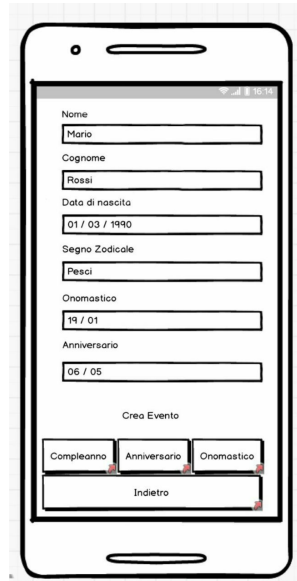 16:14
Nome
Mario
Cognome
Rossi
Data di nascita
01 / 03 / 1990
Segno Zodicale
Pesci
Onomastico
19 / 01
Anniversario
06 / 05
Crea Evento
Compleanno Anniversario Onomastico
Indietro